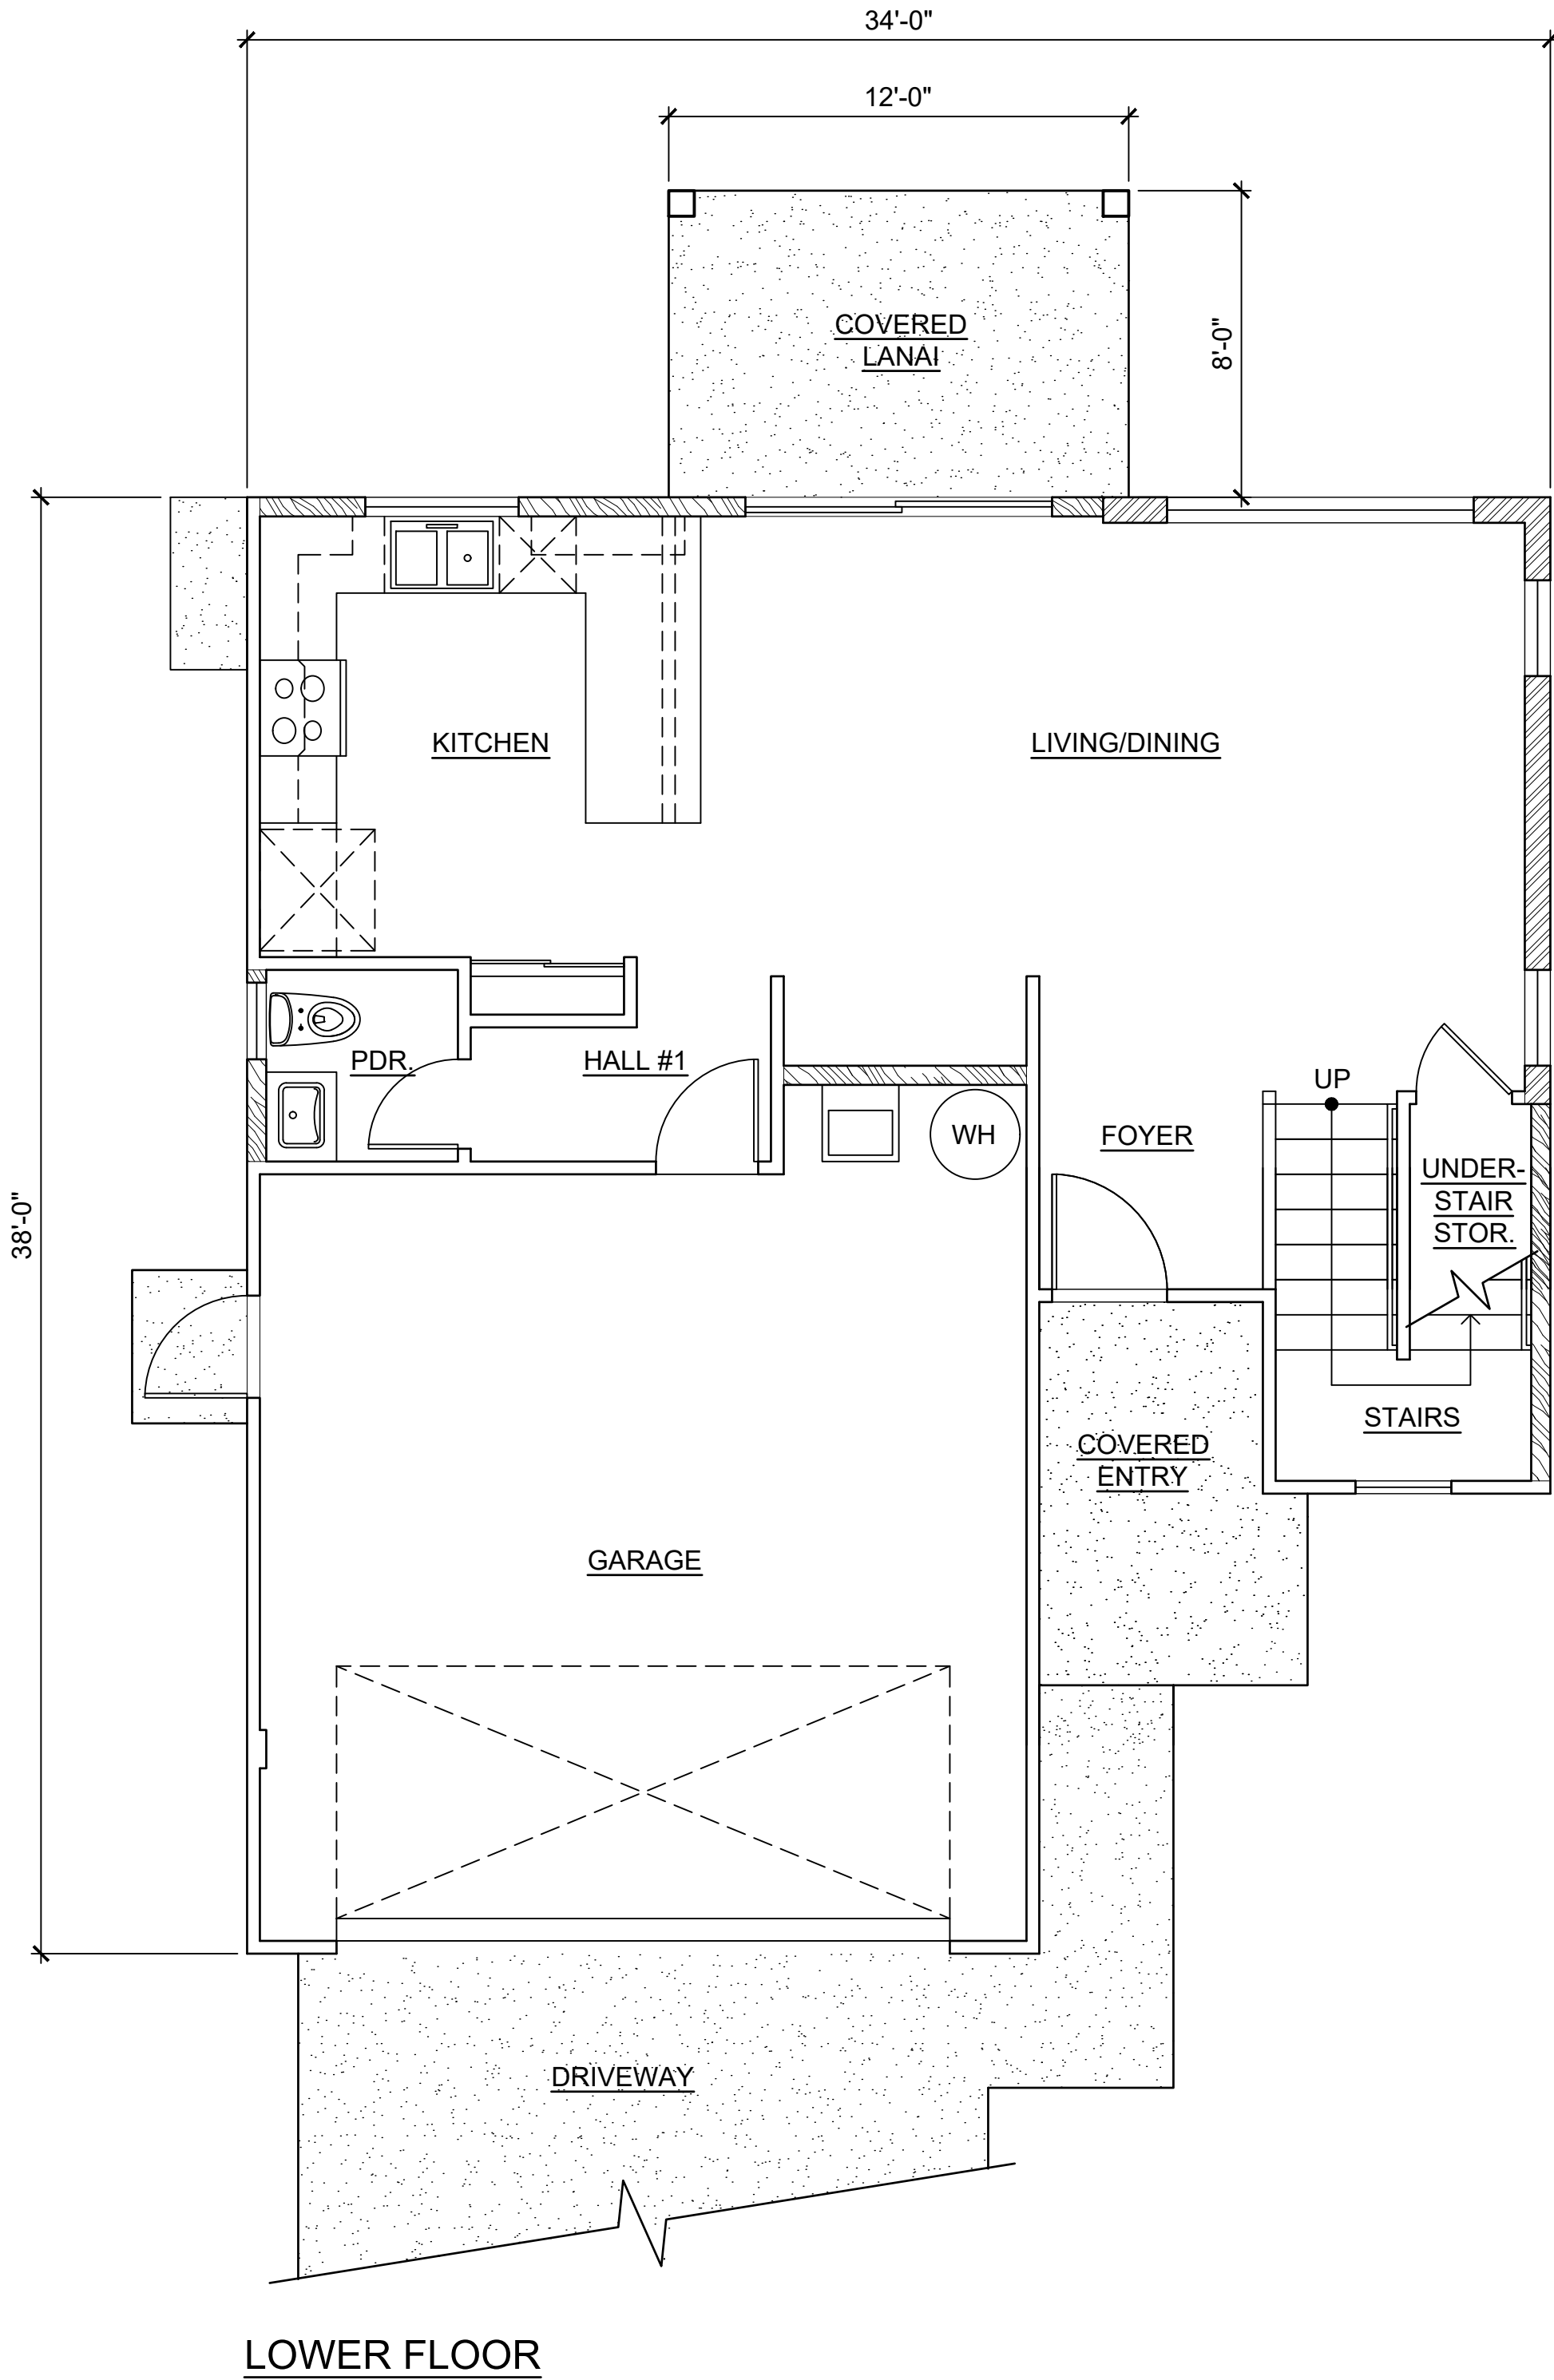 34'-0"
12'-0"
COVERED
LANAI
8'-0"
KITCHEN
LIVING/DINING
PDR.
HALL #1
UP
WH
FOYER
UNDER-
STAIR
STOR.
38'-0"
STAIRS
COVERED
ENTRY
GARAGE
DRIVEWAY
LOWER FLOOR